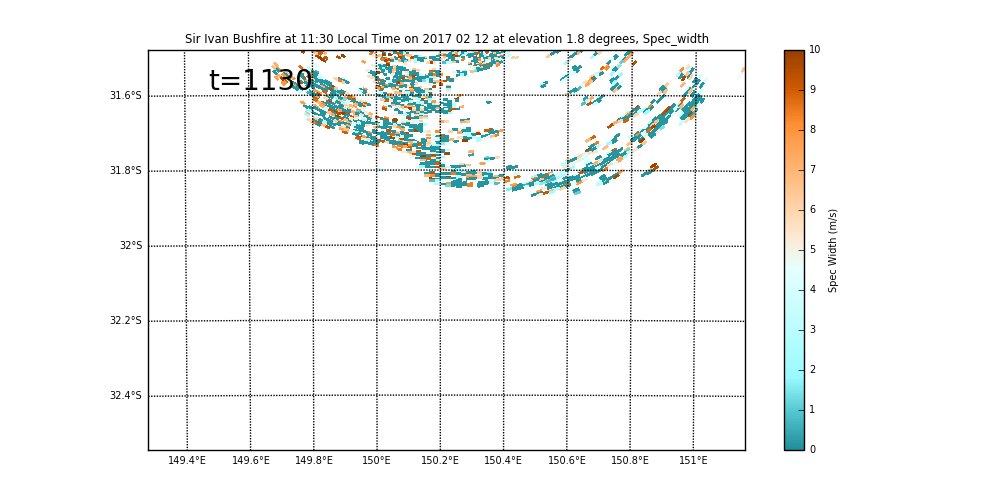 Sir Ivan Bushfire at 11:30 Local Time on 2017 02 12 at elevation 1.8 degrees, Spec_width
t=1130
31.6°S
31.8°S
32°S
32.2°S
32.4°S
149.4°E 149.6°E 149.8°E 150°E 150.2°E 150.4°E 150.6°E 150.8°E 151°E
10
9
8
7
6
5
4
3
2
1
0
Spec Width (m/s)